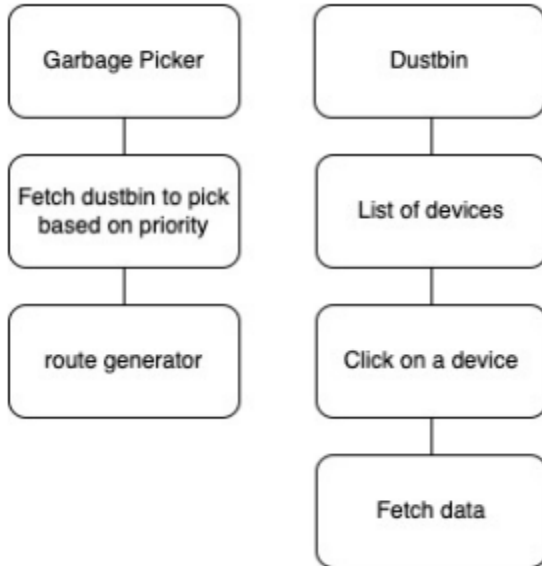 Garbage Picker
Fetch dustbin to pick
based on priority
route generator
Dustbin
List of devices
Click on a device
Fetch data